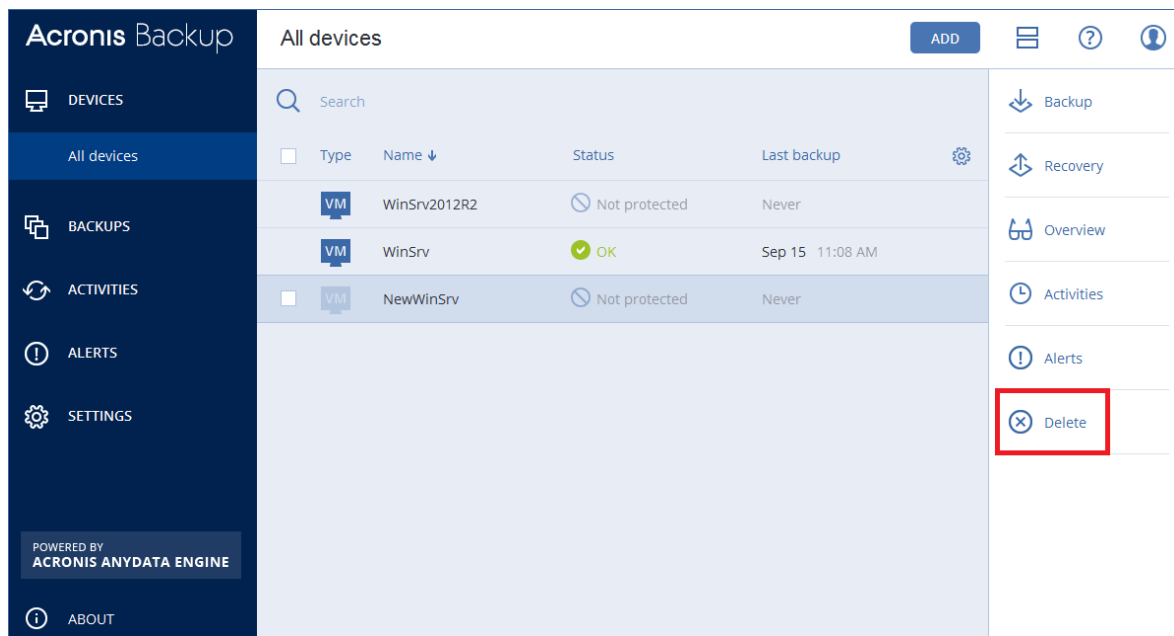 Acronis Backup
All devices
ADD
DEVICES
All devices
BACKUPS
ACTIVITIES
ALERTS
SETTINGS
POWERED BY
ACRONIS ANYDATA ENGINE
ABOUT
Search
Type Name Status Last backup
VM WinSrv2012R2 Not protected Never
VM WinSrv OK Sep 15 11:08 AM
VM NewWinSrv Not protected Never
Backup
Recovery
Overview
Activities
Alerts
Delete